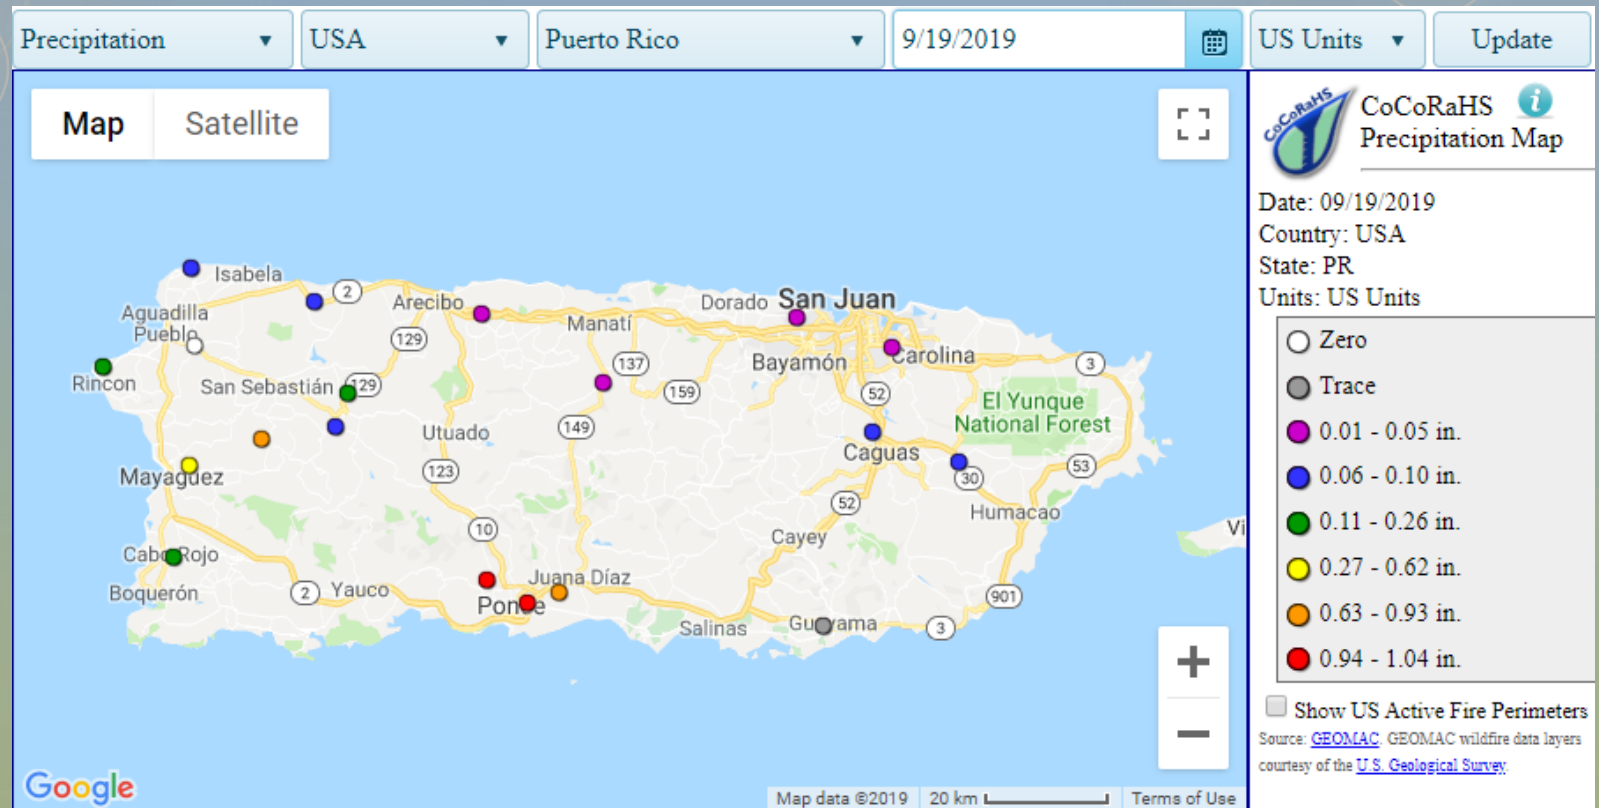 Precipitation USA Puerto Rico 9/19/2019 US Units Update
Map Satellite
Isabela
2
Arecibo
Dorado San Juan
Aguadilla
Pueblo
Manatí
129
137
Bayamón
Carolina
3
Rincon
San Sebastián
129
159
52
El Yunque
National Forest
Utuado
149
Caguas
Mayagüez
123
30
53
52
Humacao
10
Cayey
Vi
Cabo Rojo
Juana Díaz
Boquerón
2
Yauco
Ponce
901
Salinas
Guayama
3
Google
Map data ©2019 20 km Terms of Use
CoCoRaHS
CoCoRaHS
i
Precipitation Map
Date: 09/19/2019
Country: USA
State: PR
Units: US Units
Zero
Trace
0.01 - 0.05 in.
0.06 - 0.10 in.
0.11 - 0.26 in.
0.27 - 0.62 in.
0.63 - 0.93 in.
0.94 - 1.04 in.
Show US Active Fire Perimeters
Source: GEOMAC. GEOMAC wildfire data layers
courtesy of the U.S. Geological Survey.